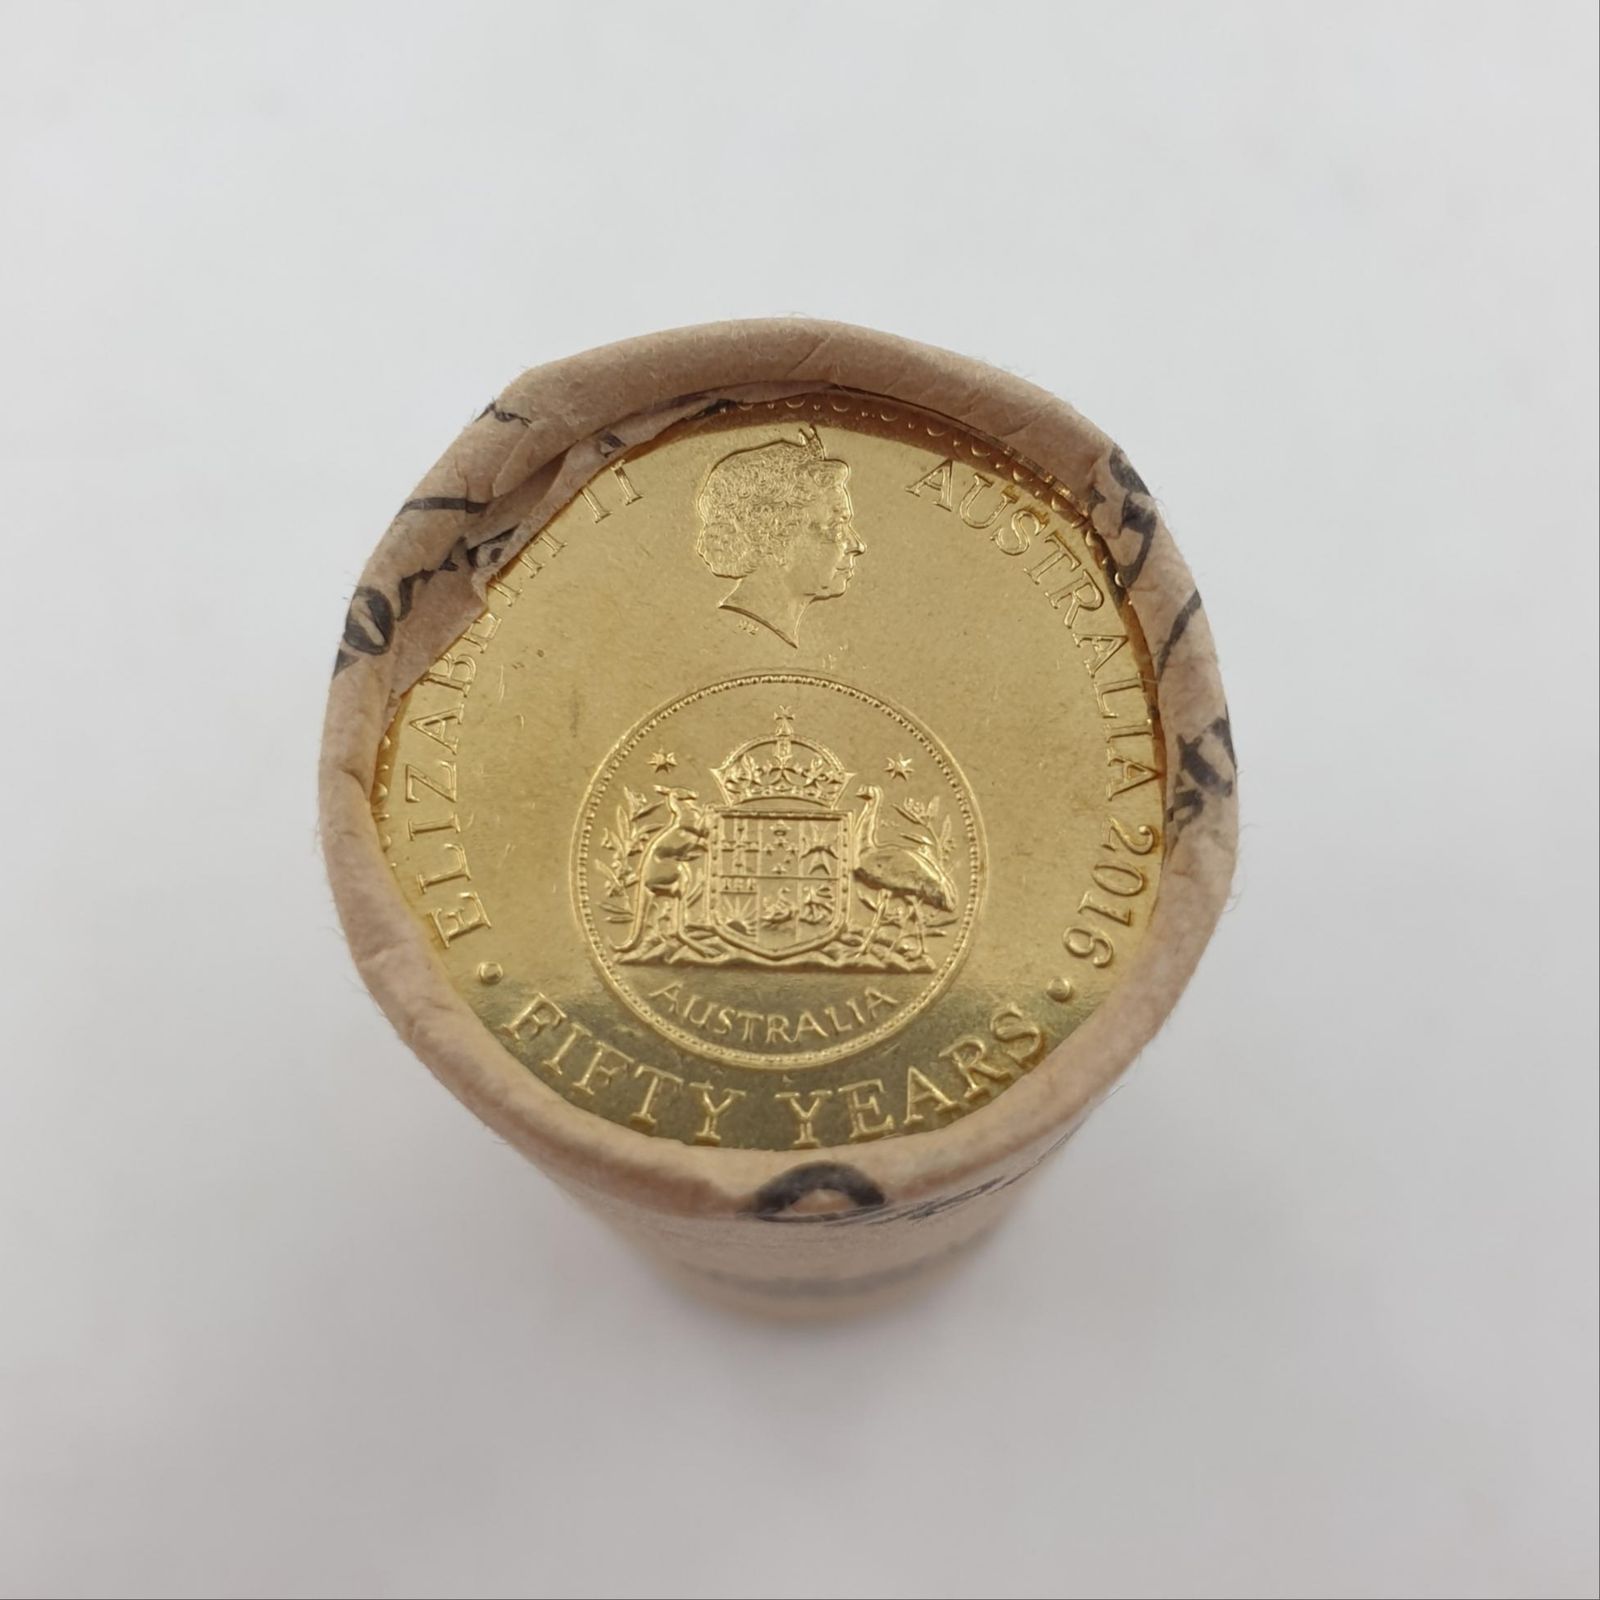 ELIZABETH II
AUSTRALIA 2016
AUSTRALIA
• FIFTY YEARS •